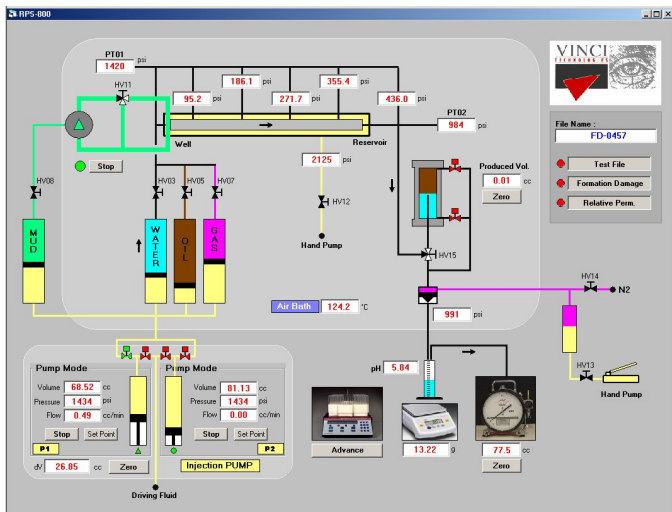 RPS-800
PT01
1420 psi
HV11
186.1 psi
355.4 psi
95.2 psi
271.7 psi
436.0 psi
PT02
984 psi
Well
Reservoir
2125 psi
Stop
HV08
HV03
HV05
HV07
HV12
Hand Pump
MUD
WATER
OIL
GAS
Produced Vol.
0.01 cc
Zero
HV15
Air Bath
124.2 °C
991 psi
VINCI
TECHNOLOGIES
File Name :
FD-0457
Test File
Formation Damage
Relative Perm.
HV14
N2
HV13
Hand Pump
Pump Mode
Volume 68.52 cc
Pressure 1434 psi
Flow 0.49 cc/min
Stop
Set Point
P1
dV 26.85 cc
Zero
Pump Mode
Volume 81.13 cc
Pressure 1434 psi
Flow 0.00 cc/min
Stop
Set Point
P2
Injection PUMP
Driving Fluid
pH 5.84
Advance
13.22 g
77.5 cc
Zero